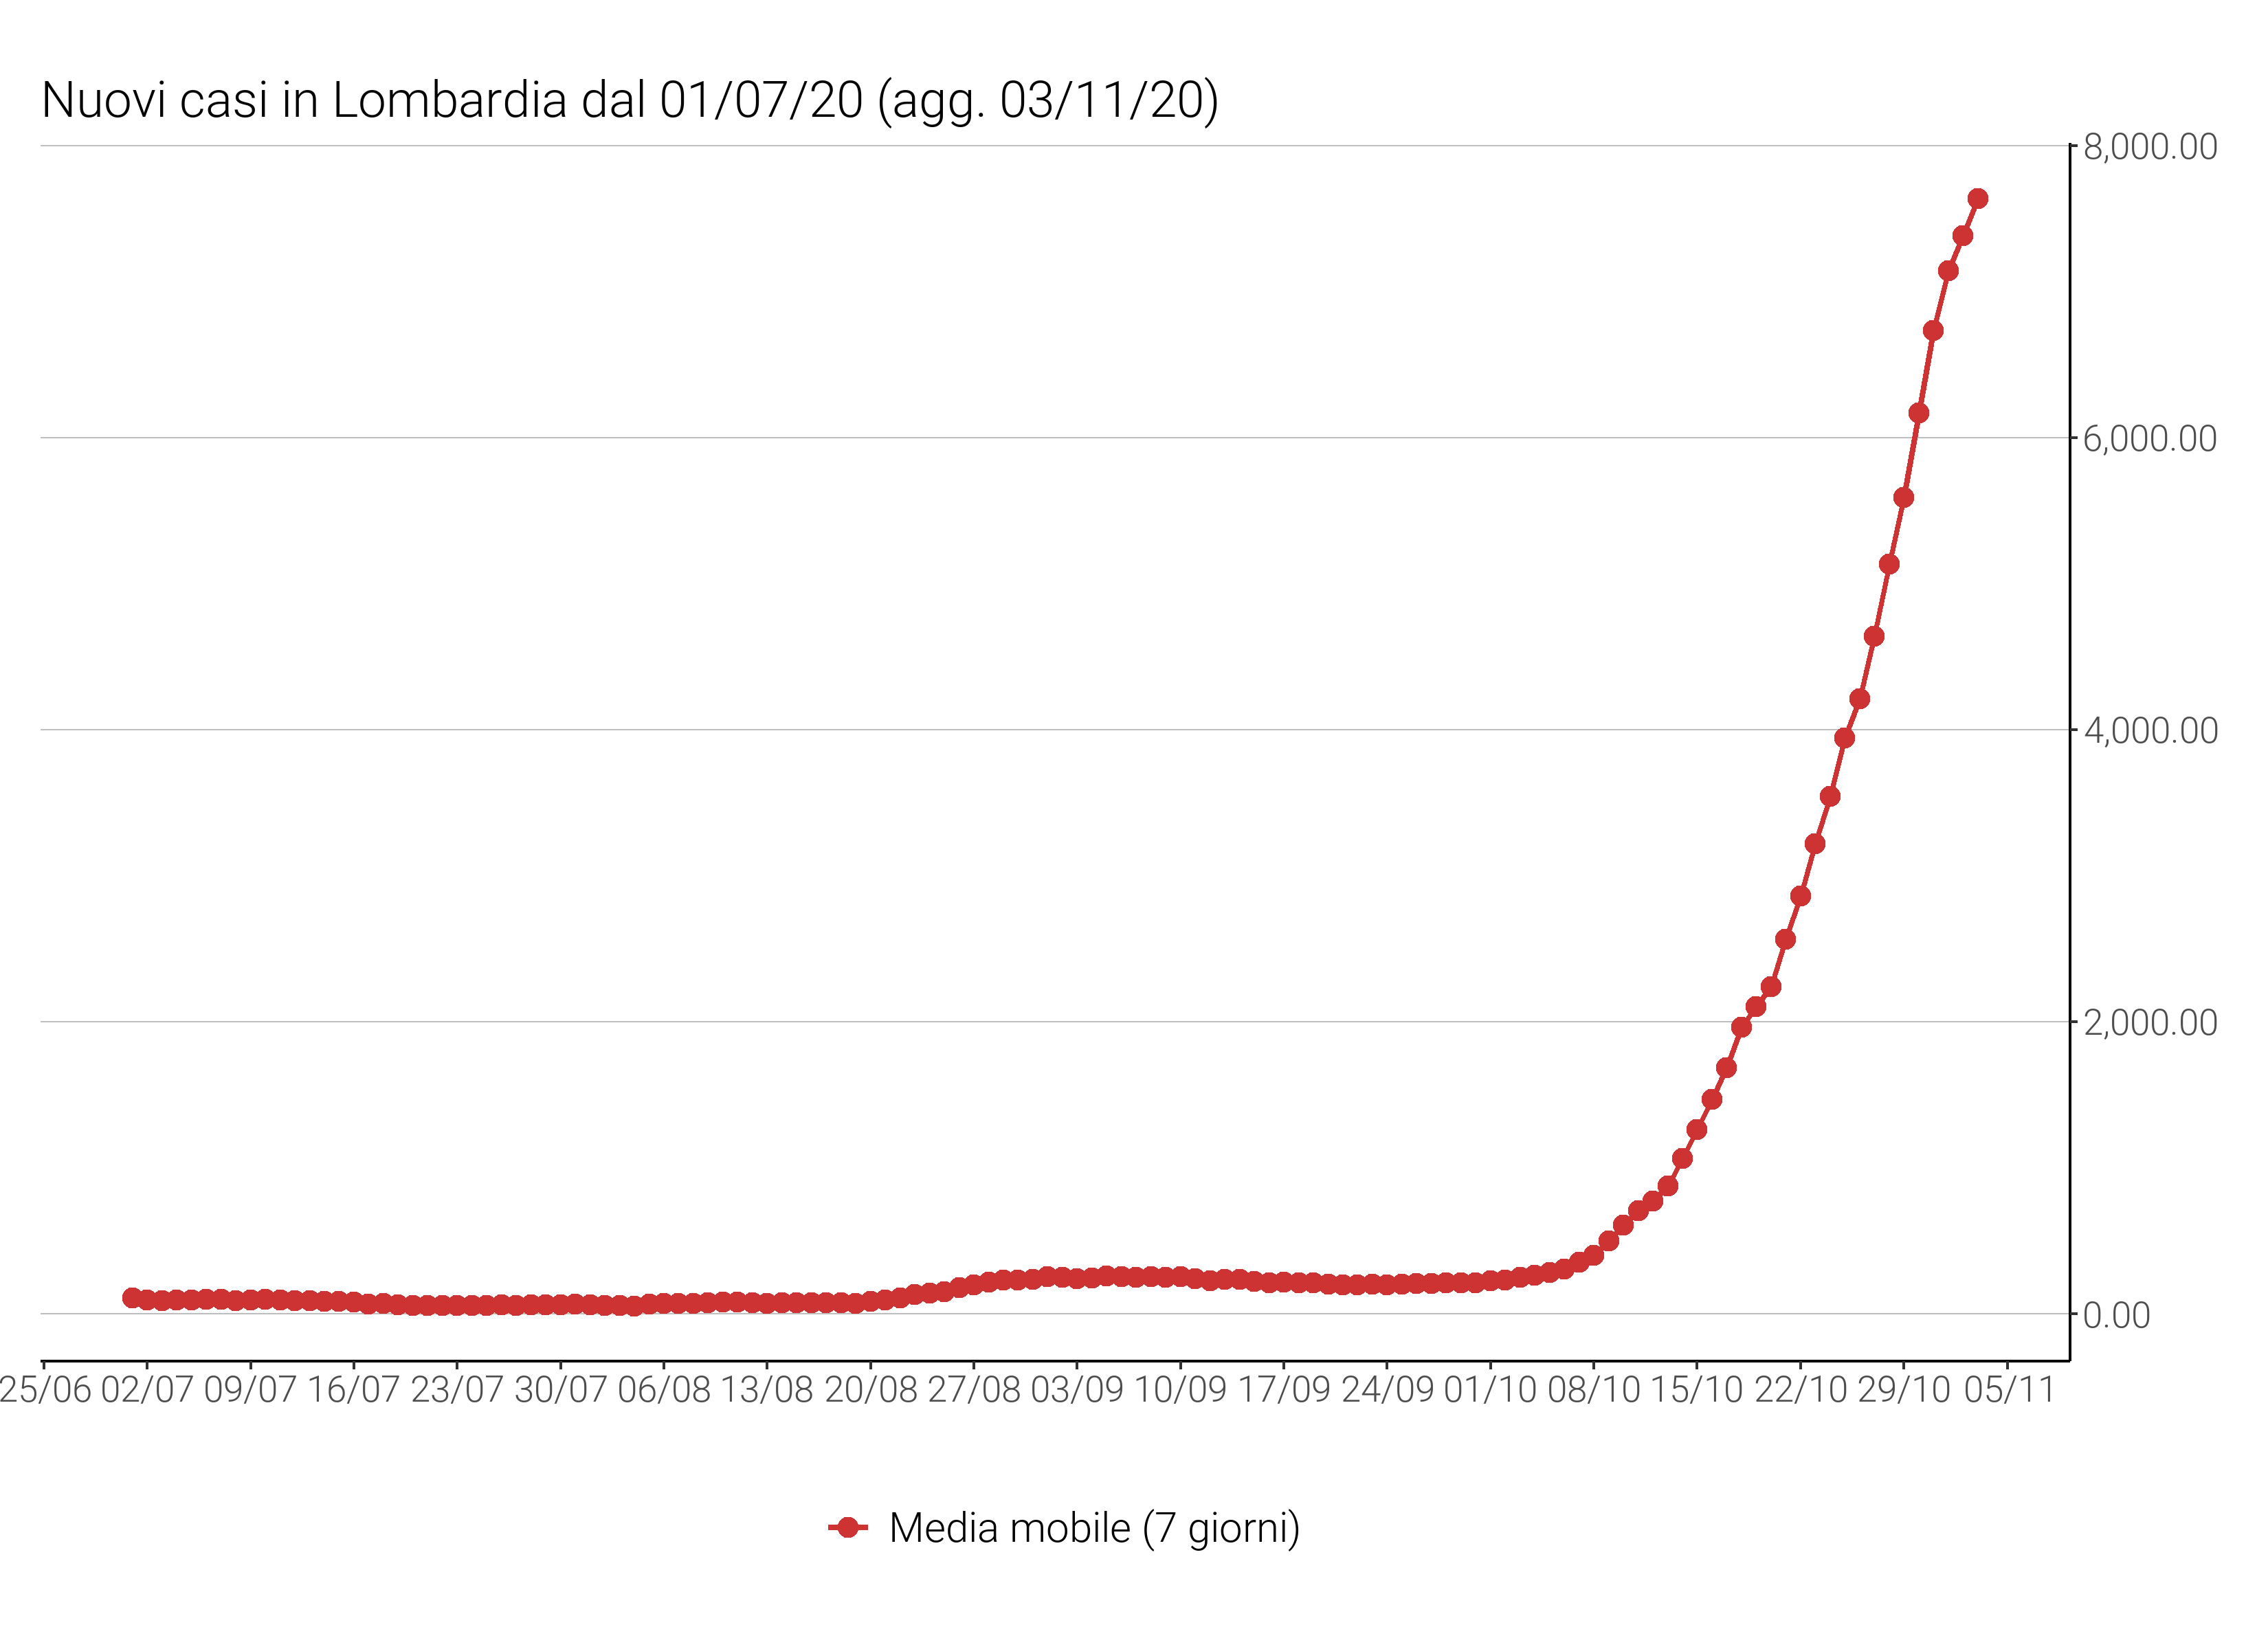 Nuovi casi in Lombardia dal 01/07/20 (agg. 03/11/20)
8,000.00
6,000.00
4,000.00
2,000.00
0.00
25/06 02/07 09/07 16/07 23/07 30/07 06/08 13/08 20/08 27/08 03/09 10/09 17/09 24/09 01/10 08/10 15/10 22/10 29/10 05/11
Media mobile (7 giorni)